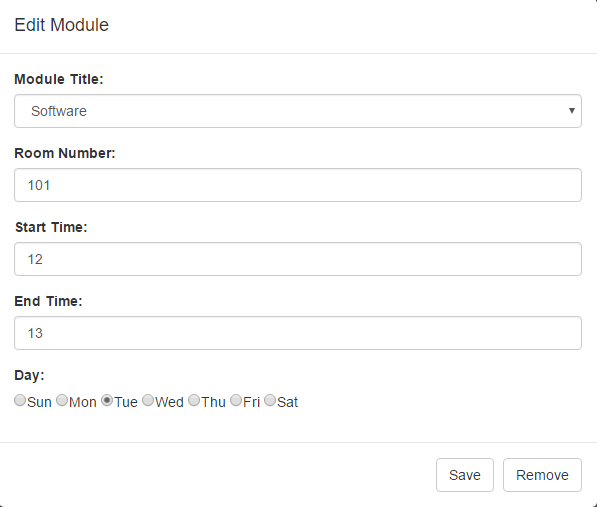 Edit Module
Module Title:
Software
Room Number:
101
Start Time:
12
End Time:
13
Day:
Sun Mon Tue Wed Thu Fri Sat
Save Remove